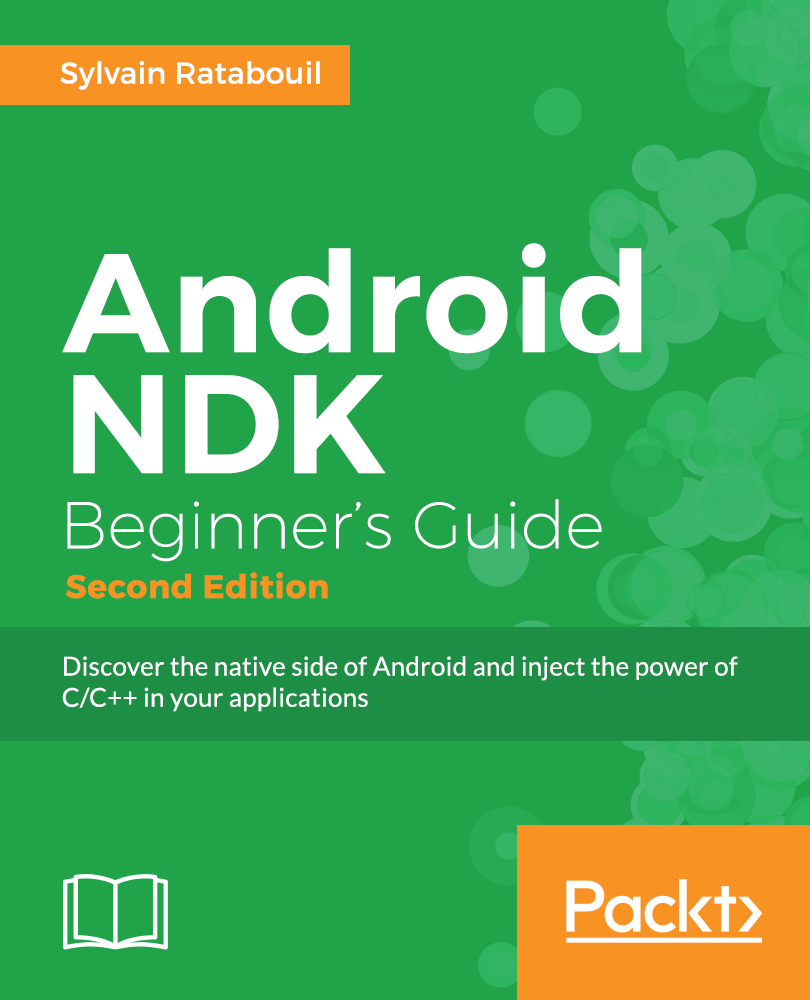 Sylvain Ratabouil
Android
NDK
Beginner's Guide
Second Edition
Discover the native side of Android and inject the power of
C/C++ in your applications
Packt>